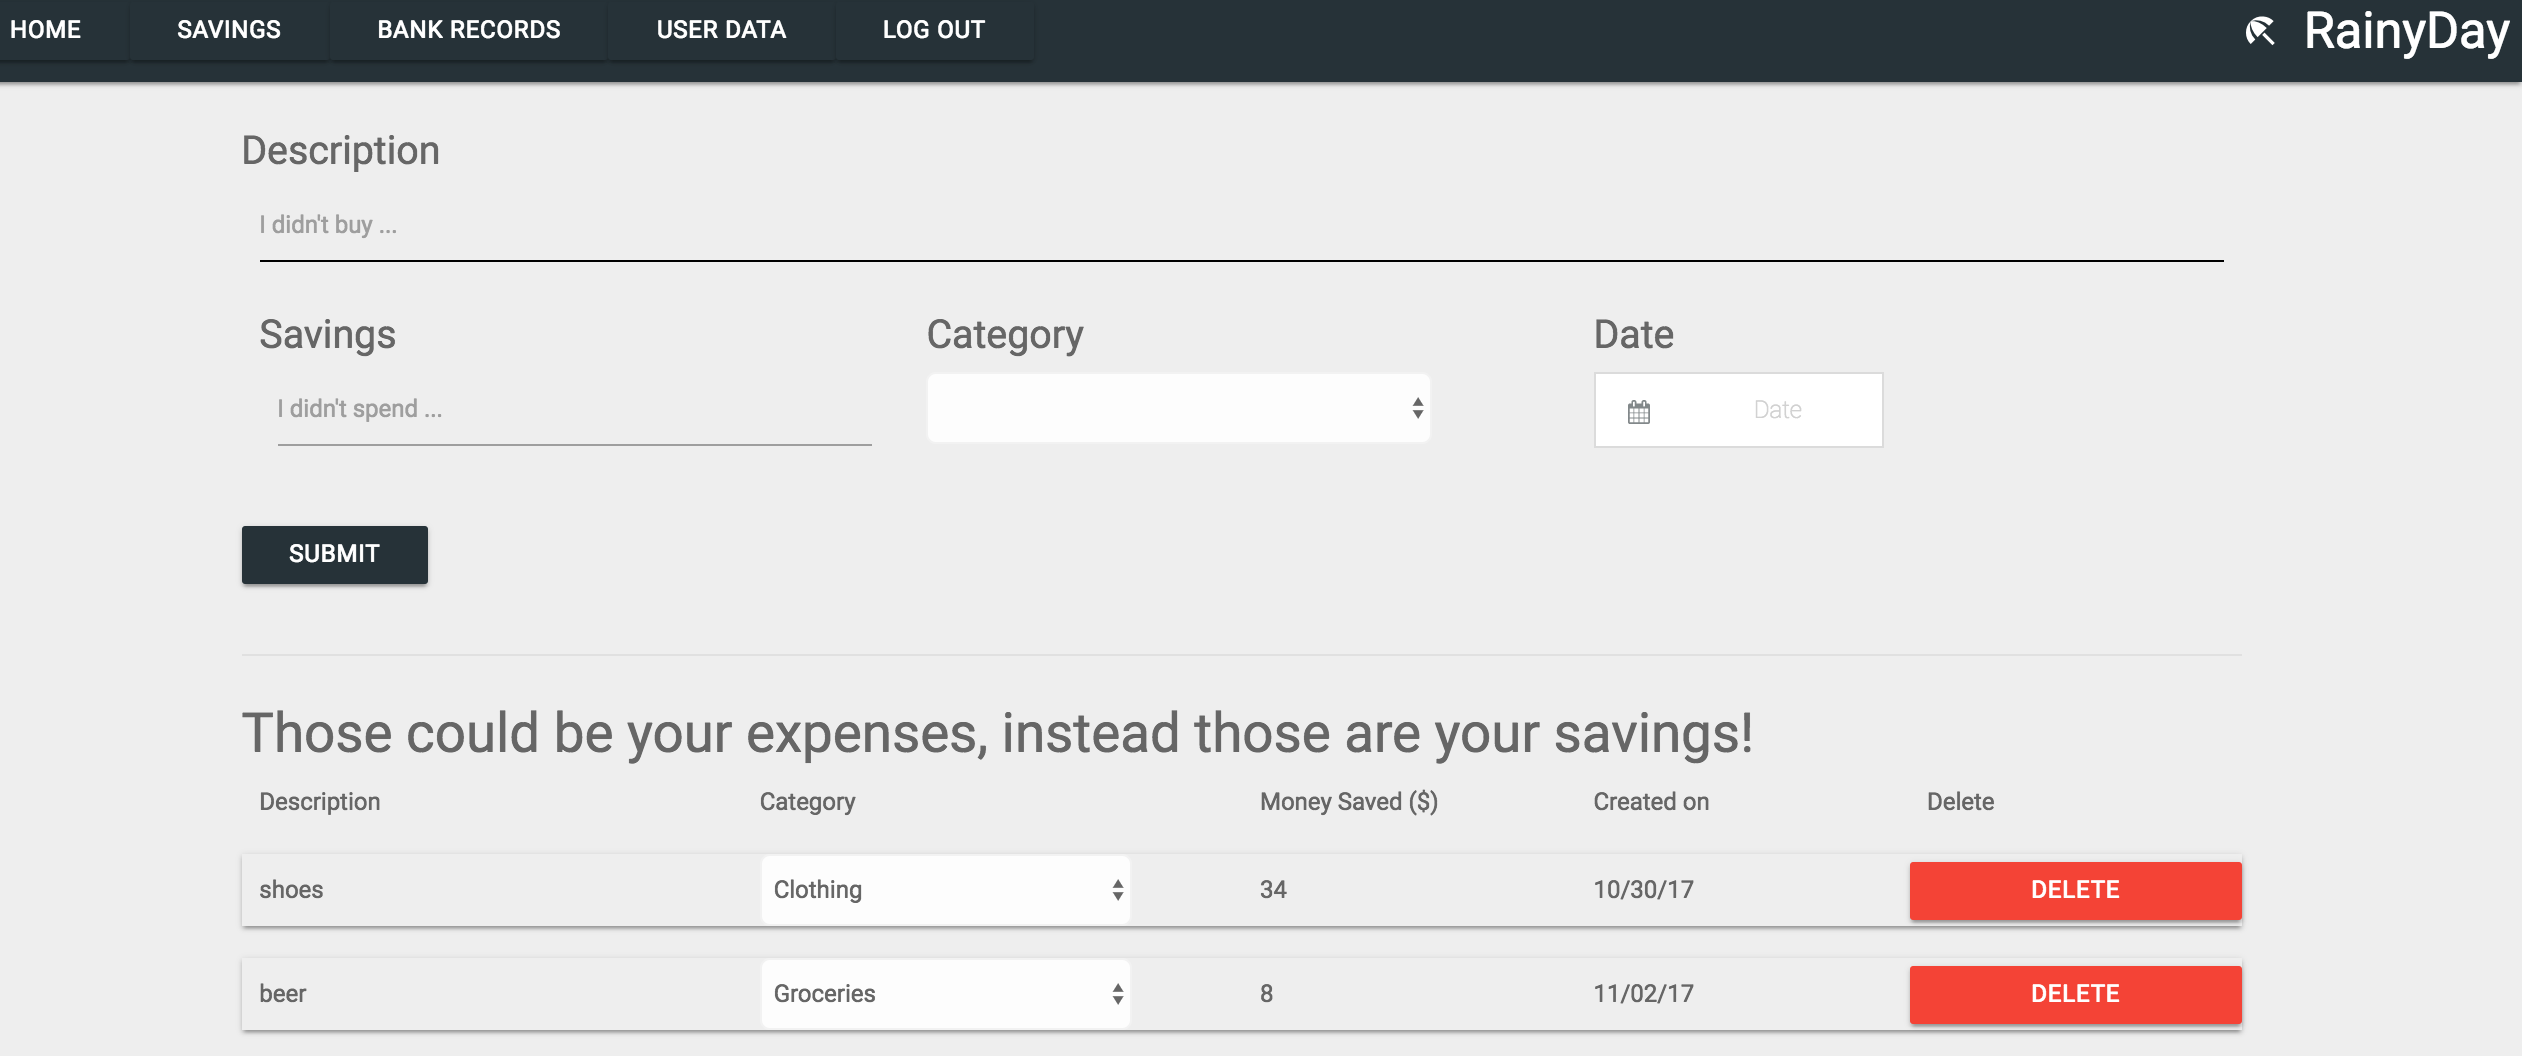 HOME SAVINGS BANK RECORDS USER DATA LOG OUT RainyDay
Description
I didn't buy ...
Savings Category Date
I didn't spend ... Date
SUBMIT
Those could be your expenses, instead those are your savings!
Description Category Money Saved ($) Created on Delete
shoes Clothing 34 10/30/17 DELETE
beer Groceries 8 11/02/17 DELETE